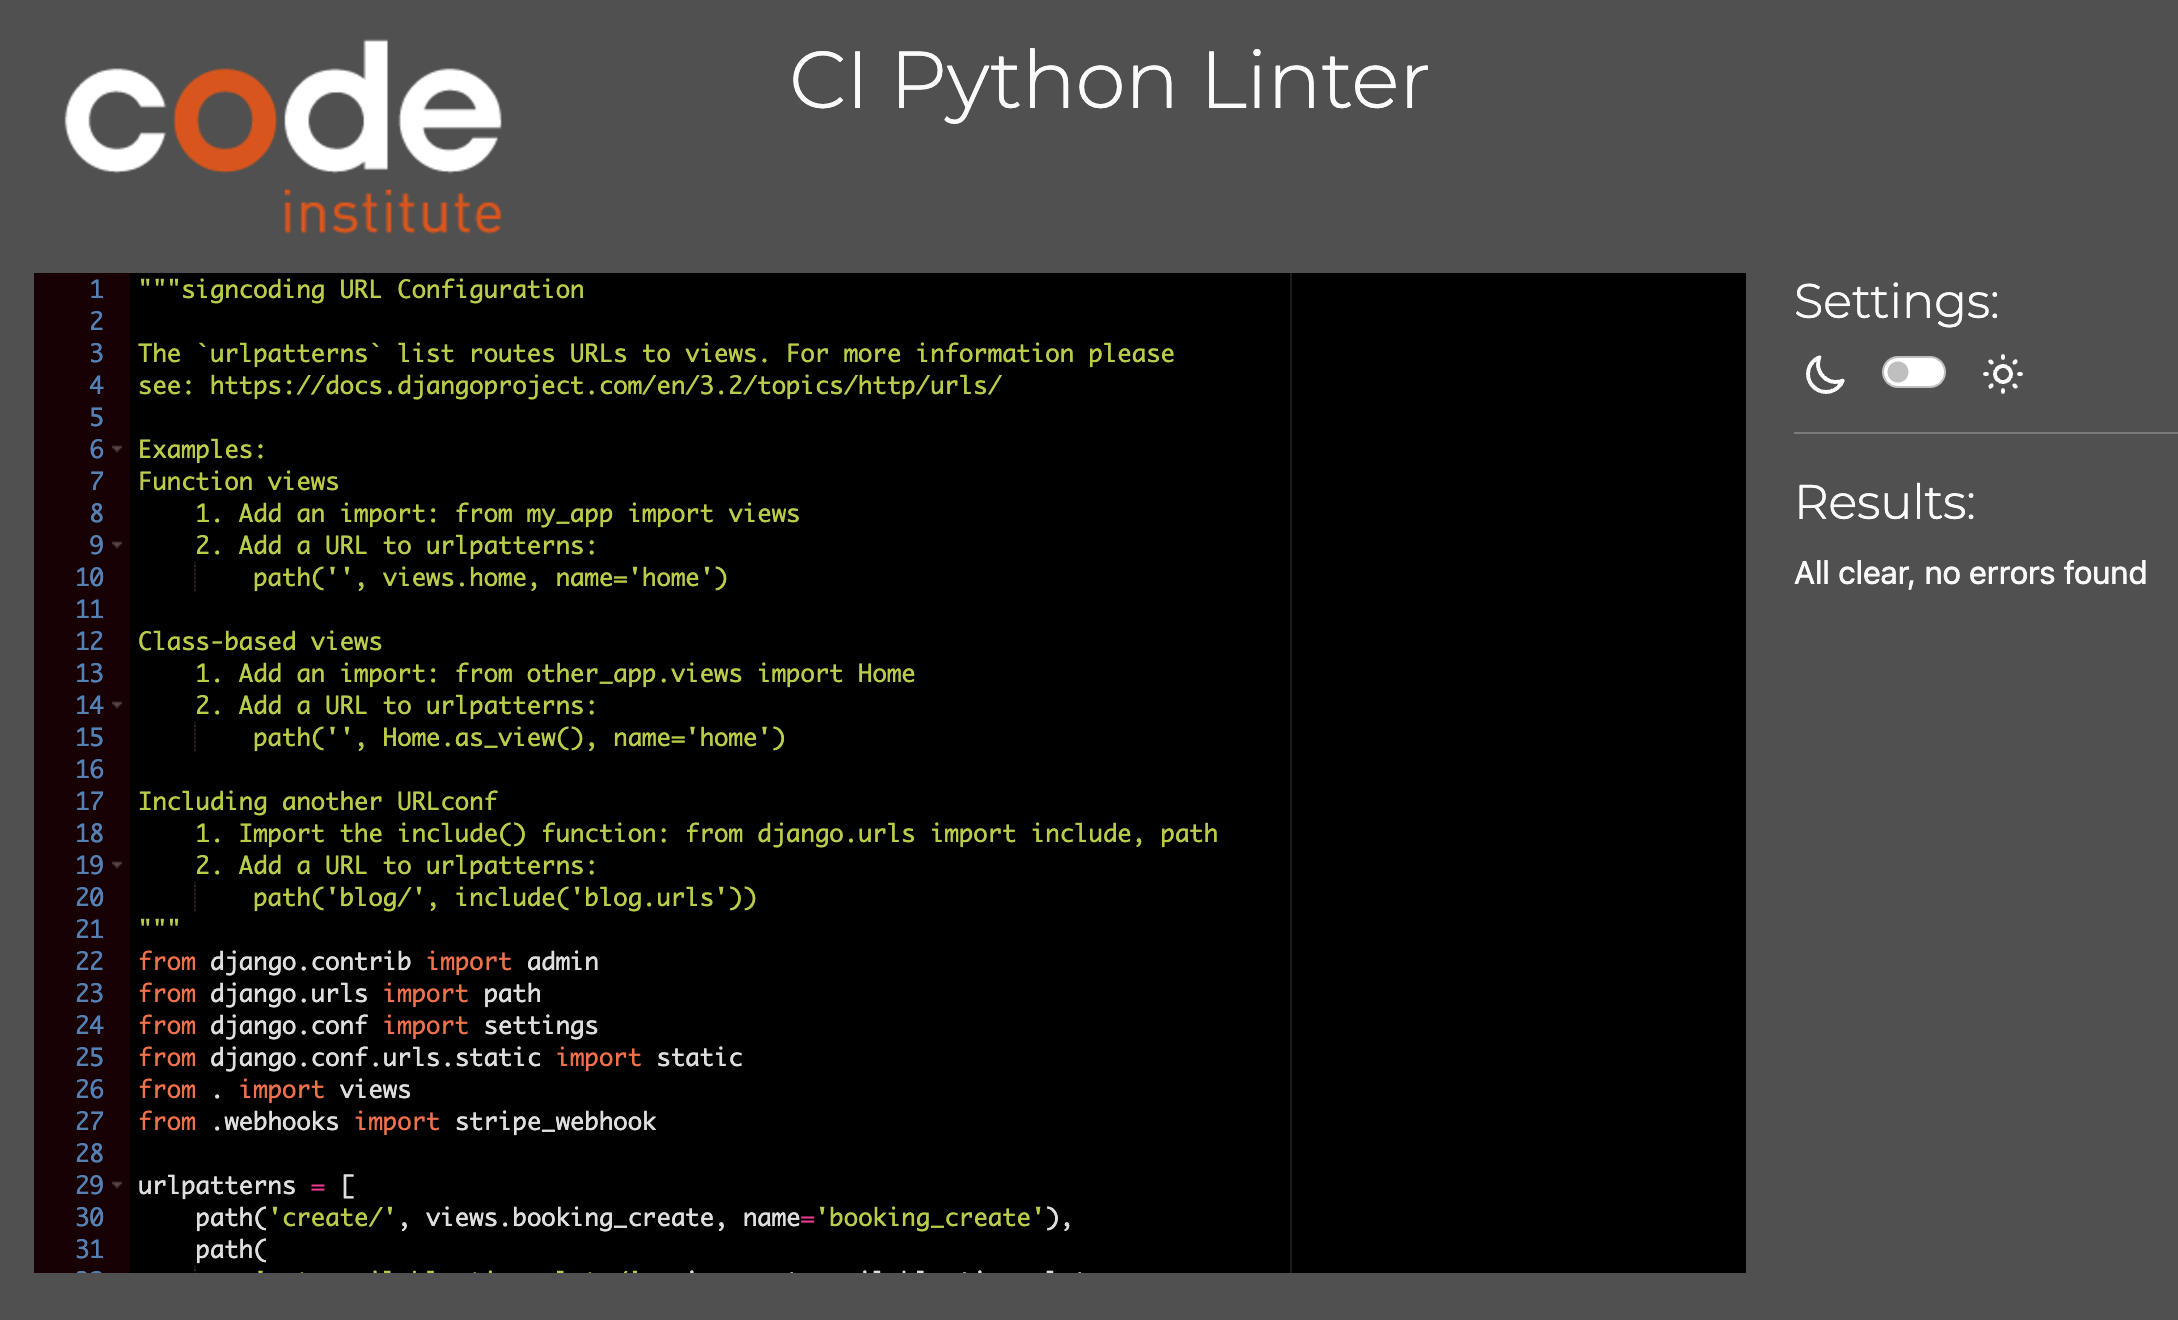 code
institute
CI Python Linter
1 """signcoding URL Configuration
2
3 The `urlpatterns` list routes URLs to views. For more information please
4 see: https://docs.djangoproject.com/en/3.2/topics/http/urls/
5
6 Examples:
7 Function views
8     1. Add an import: from my_app import views
9     2. Add a URL to urlpatterns:
10         path('', views.home, name='home')
11
12 Class-based views
13     1. Add an import: from other_app.views import Home
14     2. Add a URL to urlpatterns:
15         path('', Home.as_view(), name='home')
16
17 Including another URLconf
18     1. Import the include() function: from django.urls import include, path
19     2. Add a URL to urlpatterns:
20         path('blog/', include('blog.urls'))
21 """
22 from django.contrib import admin
23 from django.urls import path
24 from django.conf import settings
25 from django.conf.urls.static import static
26 from . import views
27 from .webhooks import stripe_webhook
28
29 urlpatterns = [
30     path('create/', views.booking_create, name='booking_create'),
31     path(
Settings:
Results:
All clear, no errors found